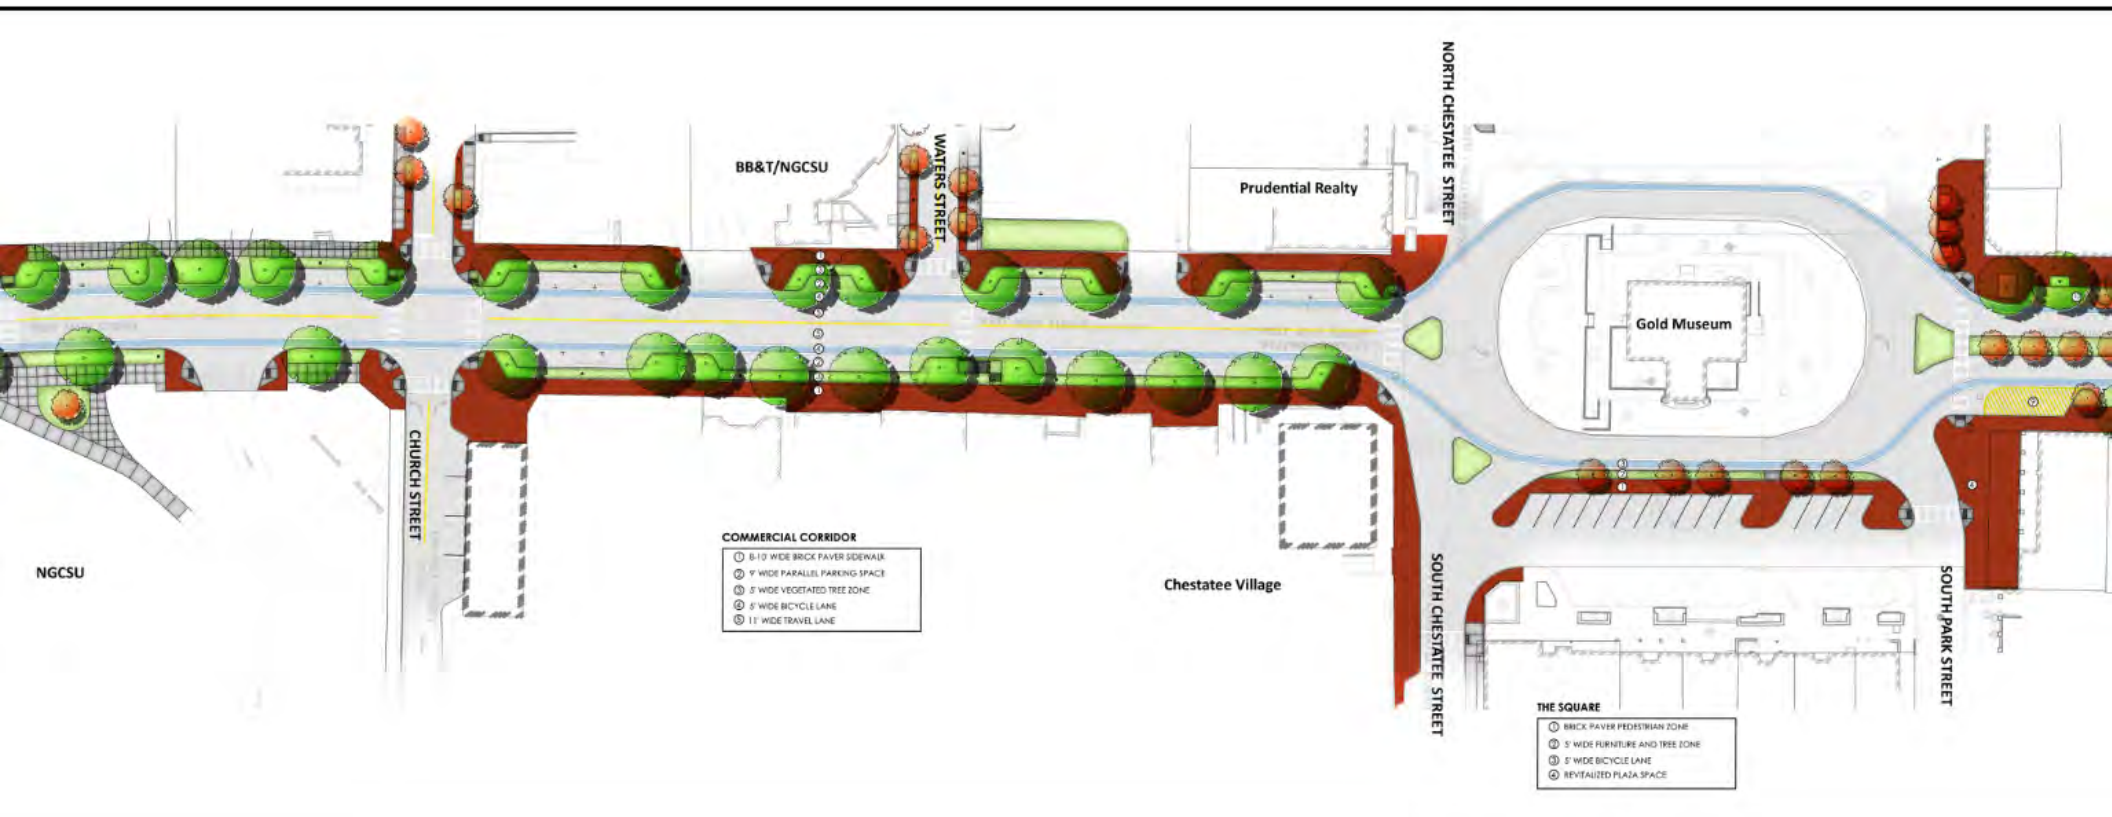 NORTH CHESTATEE STREET
WATERS STREET
BB&T/NGCSU
Prudential Realty
Gold Museum
CHURCH STREET
NGCSU
COMMERCIAL CORRIDOR
① 8-10' WIDE BRICK PAVER SIDEWALK
② 9' WIDE PARALLEL PARKING SPACE
③ 5' WIDE VEGETATED TREE ZONE
④ 5' WIDE BICYCLE LANE
⑤ 11' WIDE TRAVEL LANE
Chestatee Village
SOUTH CHESTATEE STREET
SOUTH PARK STREET
THE SQUARE
① BRICK PAVER PEDESTRIAN ZONE
② 5' WIDE FURNITURE AND TREE ZONE
③ 5' WIDE BICYCLE LANE
④ REVITALIZED PLAZA SPACE